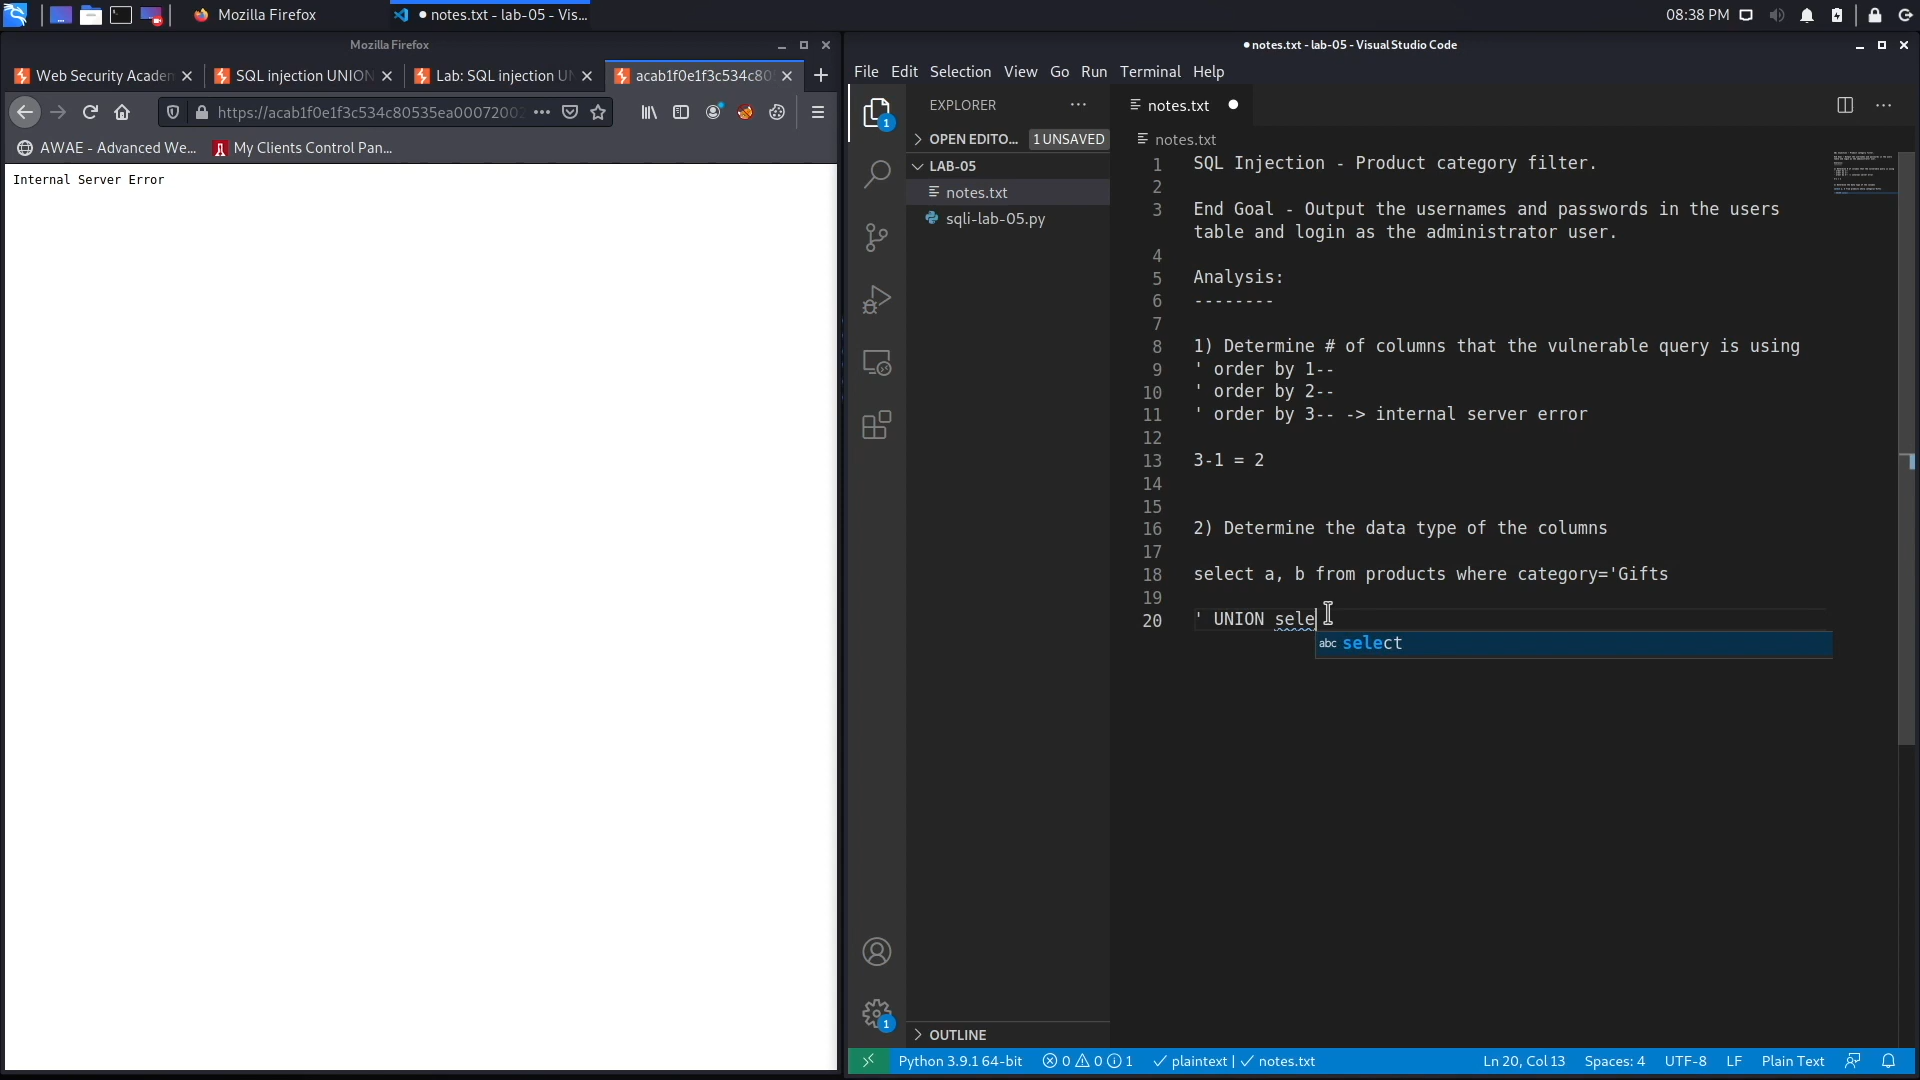 Mozilla Firefox
● notes.txt - lab-05 - Vis...
08:38 PM
Mozilla Firefox
Web Security Academ
SQL injection UNION
Lab: SQL injection UN
acab1f0e1f3c534c80
https://acab1f0e1f3c534c80535ea0007200
AWAE - Advanced We...
My Clients Control Pan...
Internal Server Error
● notes.txt - lab-05 - Visual Studio Code
File Edit Selection View Go Run Terminal Help
EXPLORER
OPEN EDITO... 1 UNSAVED
LAB-05
notes.txt
sqli-lab-05.py
OUTLINE
1
1
notes.txt
notes.txt
1 SQL Injection - Product category filter.
2
3 End Goal - Output the usernames and passwords in the users
table and login as the administrator user.
4
5 Analysis:
6 --------
7
8 1) Determine # of columns that the vulnerable query is using
9 ' order by 1--
10 ' order by 2--
11 ' order by 3-- -> internal server error
12
13 3-1 = 2
14
15
16 2) Determine the data type of the columns
17
18 select a, b from products where category='Gifts
19
20 ' UNION sele
abc select
Python 3.9.1 64-bit 0 0 1 ✓ plaintext | ✓ notes.txt
Ln 20, Col 13 Spaces: 4 UTF-8 LF Plain Text